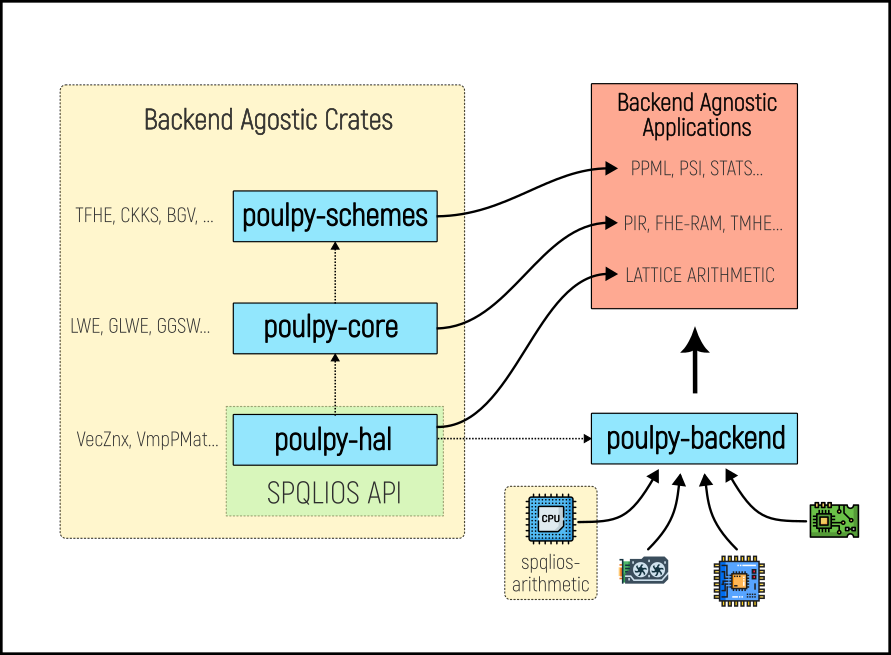 Backend Agostic Crates
TFHE, CKKS, BGV, ...
poulpy-schemes
LWE, GLWE, GGSW...
poulpy-core
VecZnx, VmpPMat...
poulpy-hal
SPQLIOS API
Backend Agnostic
Applications
PPML, PSI, STATS...
PIR, FHE-RAM, TMHE...
LATTICE ARITHMETIC
poulpy-backend
CPU
spqlios-
arithmetic